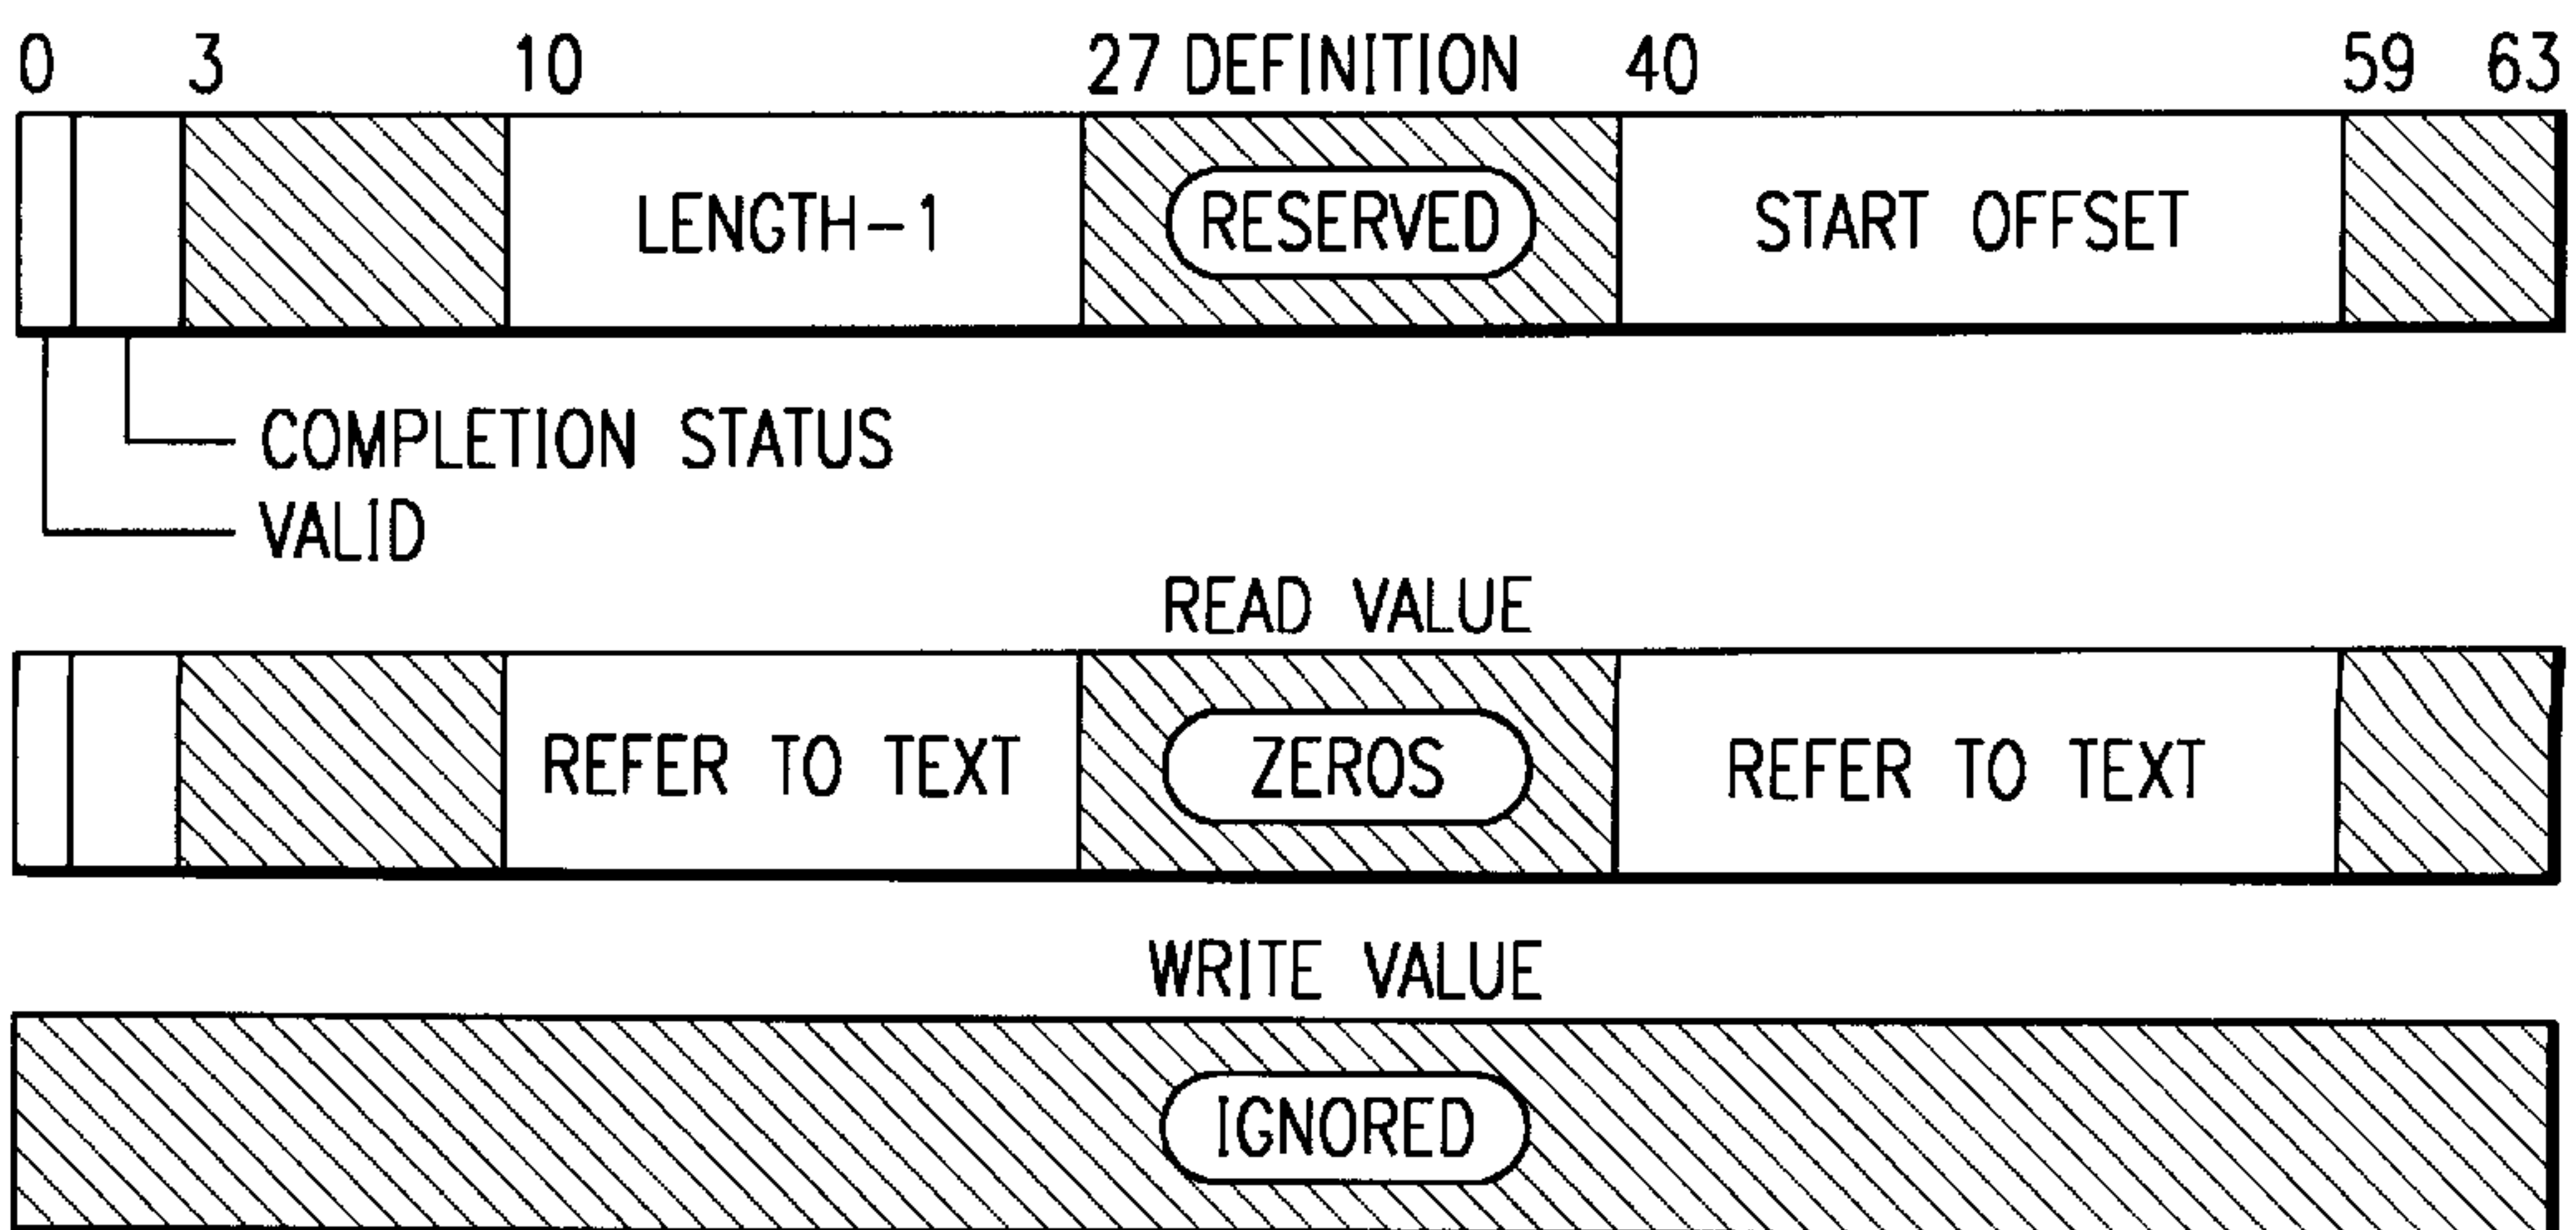 0 3 10 27 DEFINITION 40 59 63
LENGTH-1 RESERVED START OFFSET
COMPLETION STATUS
VALID
READ VALUE
REFER TO TEXT ZEROS REFER TO TEXT
WRITE VALUE
IGNORED